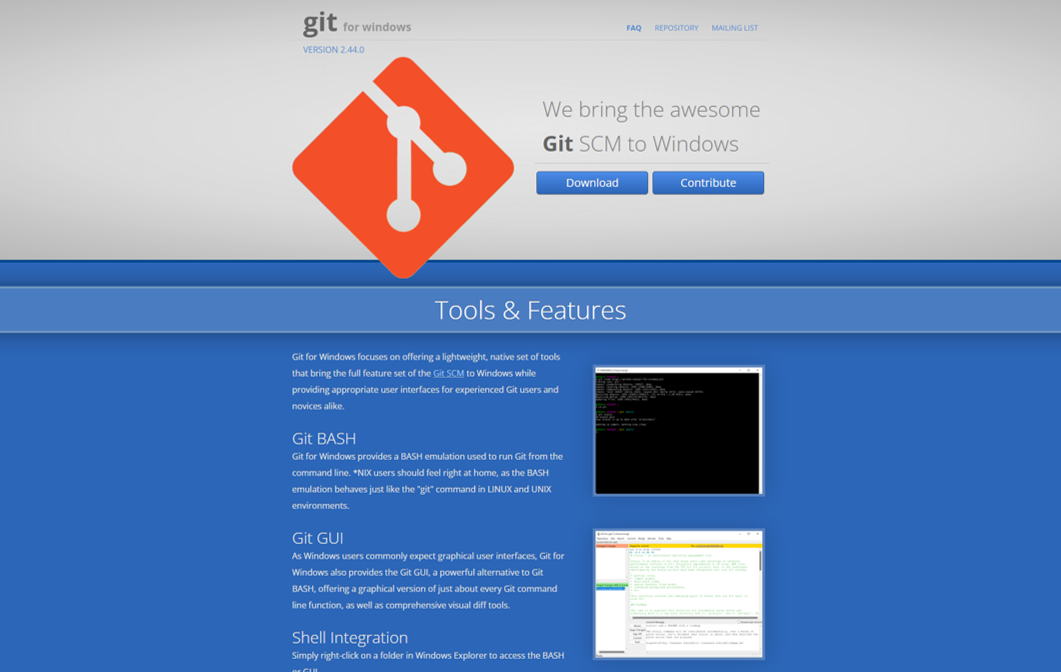 git for windows
FAQ REPOSITORY MAILING LIST
VERSION 2.44.0
We bring the awesome
Git SCM to Windows
Download Contribute
Tools & Features
Git for Windows focuses on offering a lightweight, native set of tools
that bring the full feature set of the Git SCM to Windows while
providing appropriate user interfaces for experienced Git users and
novices alike.
Git BASH
Git for Windows provides a BASH emulation used to run Git from the
command line. *NIX users should feel right at home, as the BASH
emulation behaves just like the "git" command in LINUX and UNIX
environments.
Git GUI
As Windows users commonly expect graphical user interfaces, Git for
Windows also provides the Git GUI, a powerful alternative to Git
BASH, offering a graphical version of just about every Git command
line function, as well as comprehensive visual diff tools.
Shell Integration
Simply right-click on a folder in Windows Explorer to access the BASH
or GUI.